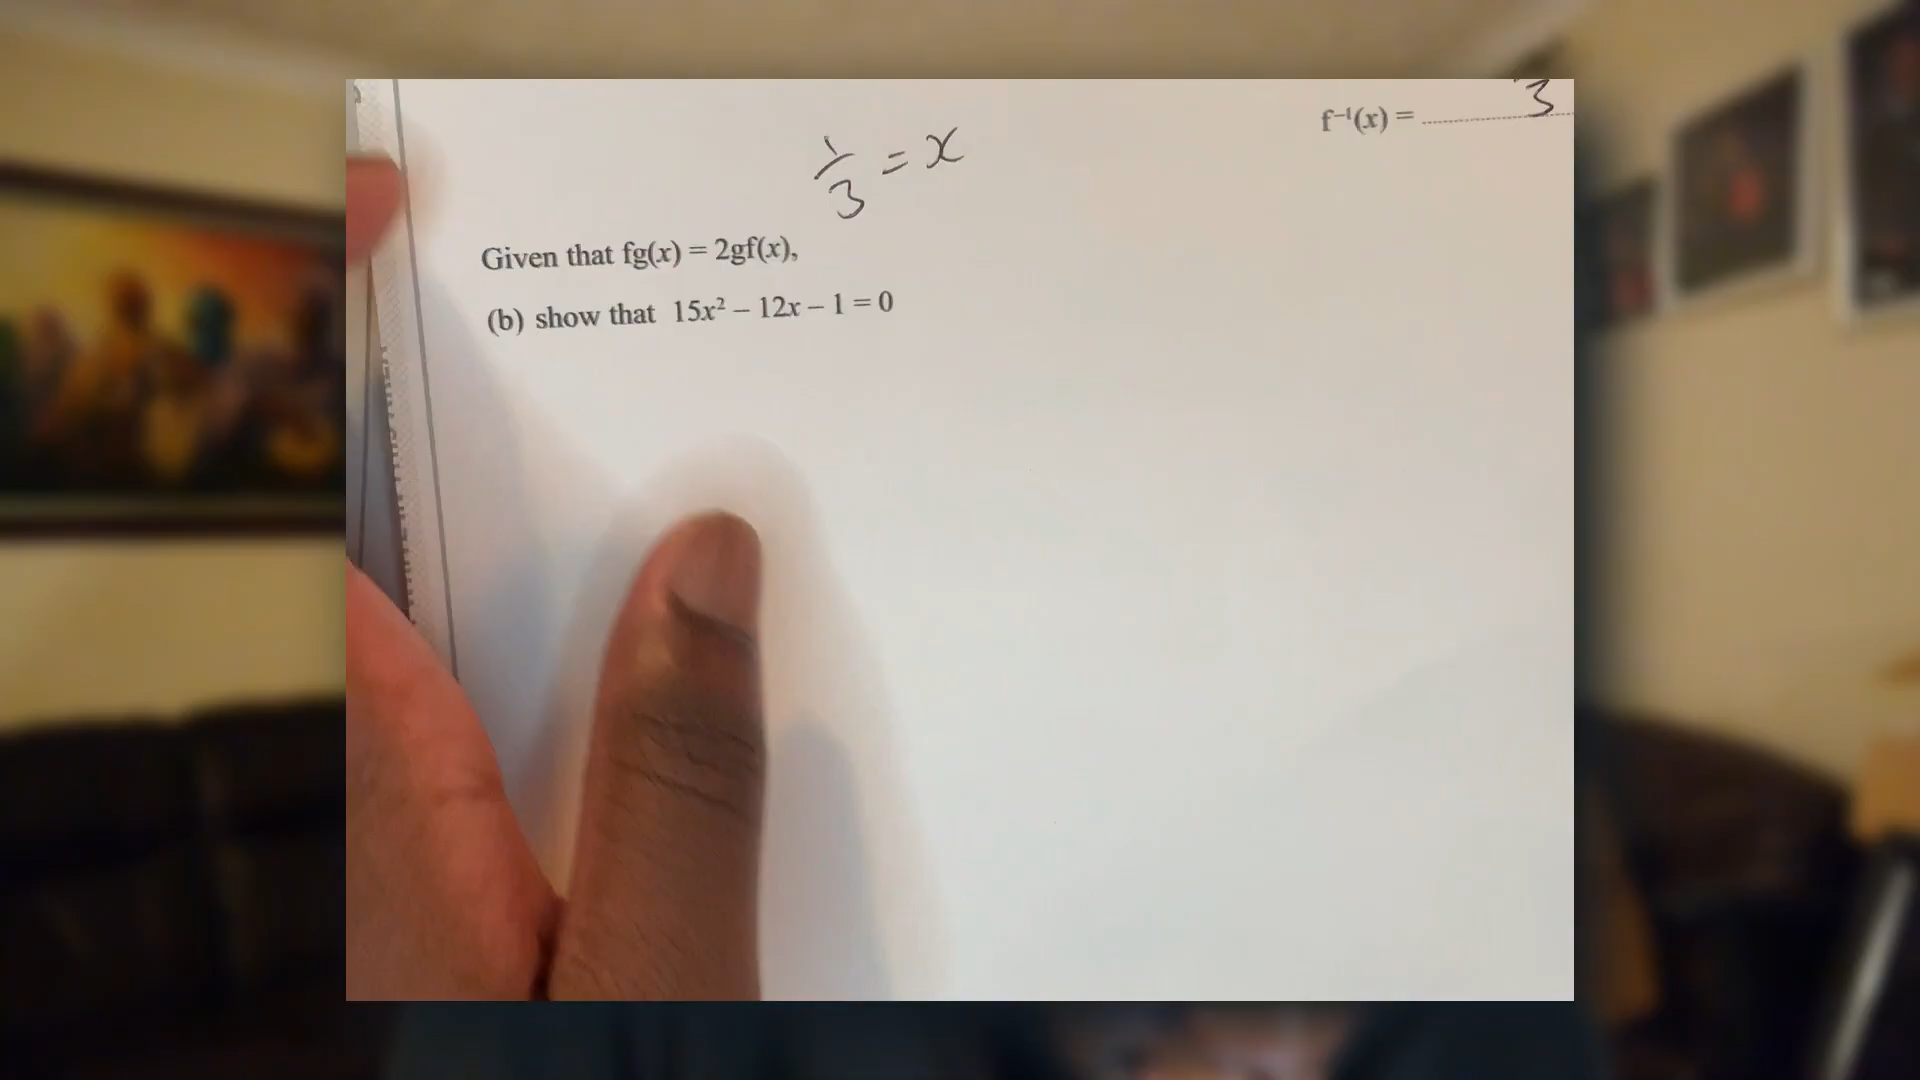 f⁻¹(x) = 3
1/3 = x
Given that fg(x) = 2gf(x),
(b) show that 15x² – 12x – 1 = 0